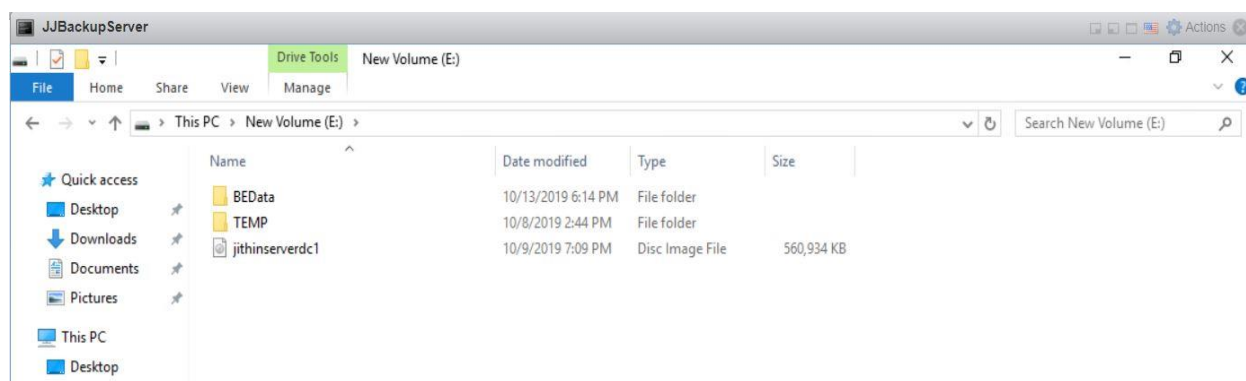 JJBackupServer Actions
Drive Tools New Volume (E:)
File Home Share View Manage
This PC > New Volume (E:) > Search New Volume (E:)
Name Date modified Type Size
Quick access
BEData 10/13/2019 6:14 PM File folder
Desktop
TEMP 10/8/2019 2:44 PM File folder
Downloads
jithinserverdc1 10/9/2019 7:09 PM Disc Image File 560,934 KB
Documents
Pictures
This PC
Desktop